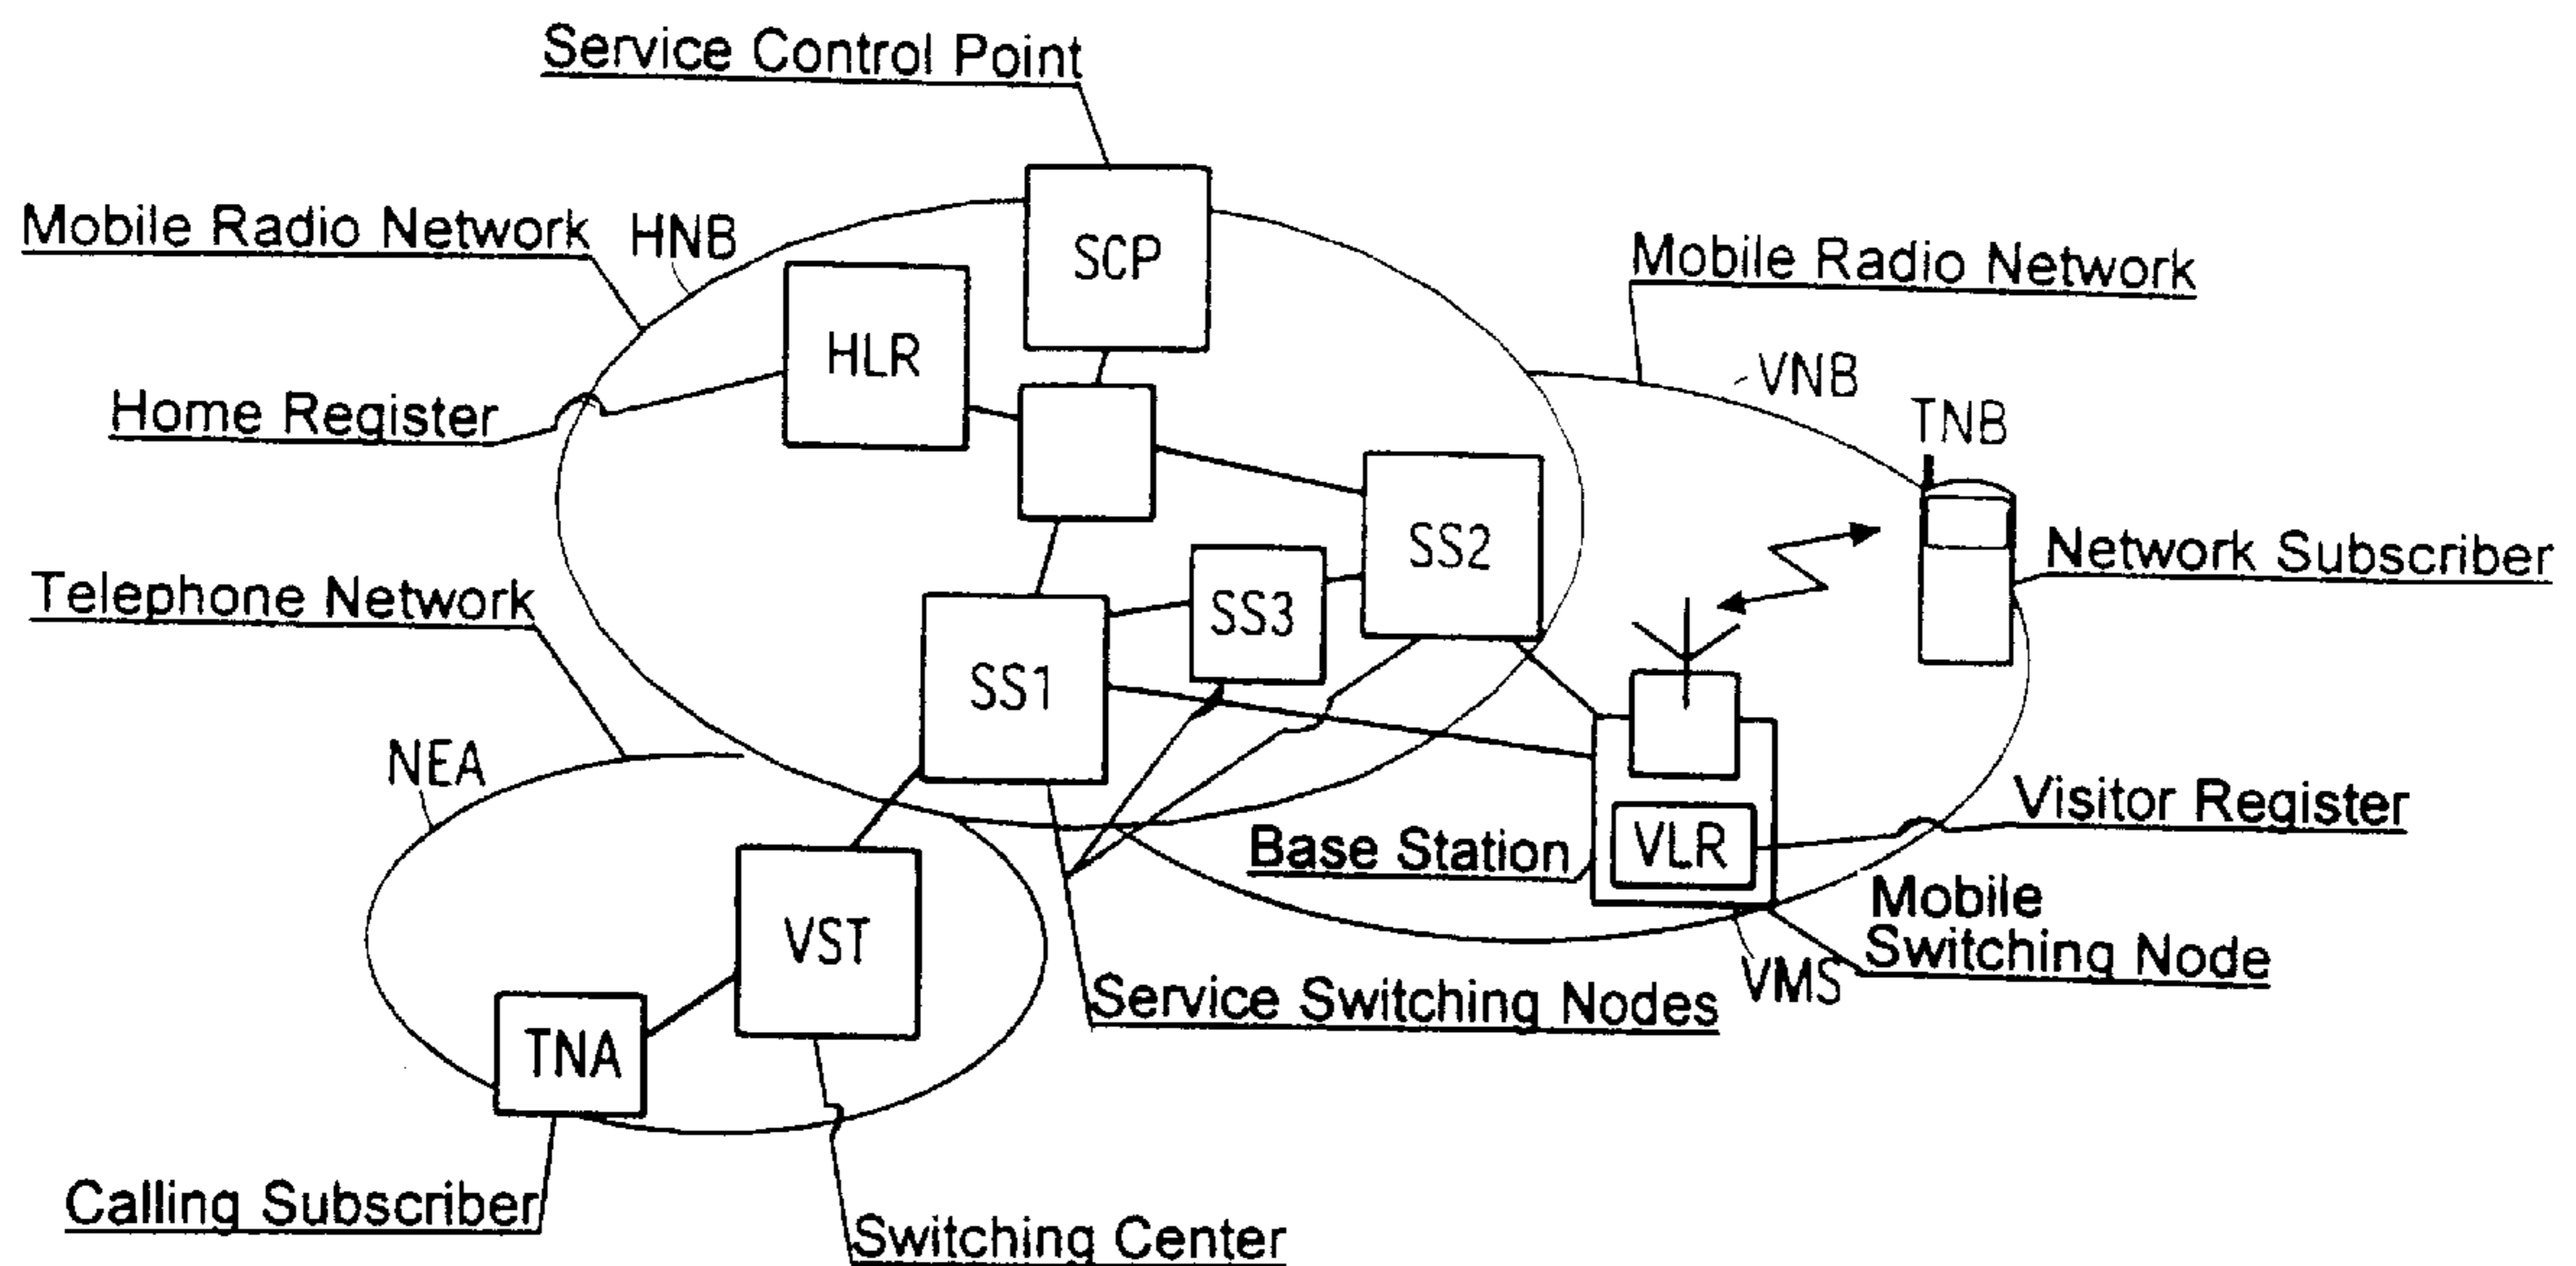 Service Control Point
Mobile Radio Network
HNB
SCP
Mobile Radio Network
HLR
VNB
Home Register
TNB
SS2
Network Subscriber
Telephone Network
SS3
SS1
NEA
Visitor Register
Base Station
VLR
Mobile
Switching Node
VST
VMS
Service Switching Nodes
TNA
Calling Subscriber
Switching Center